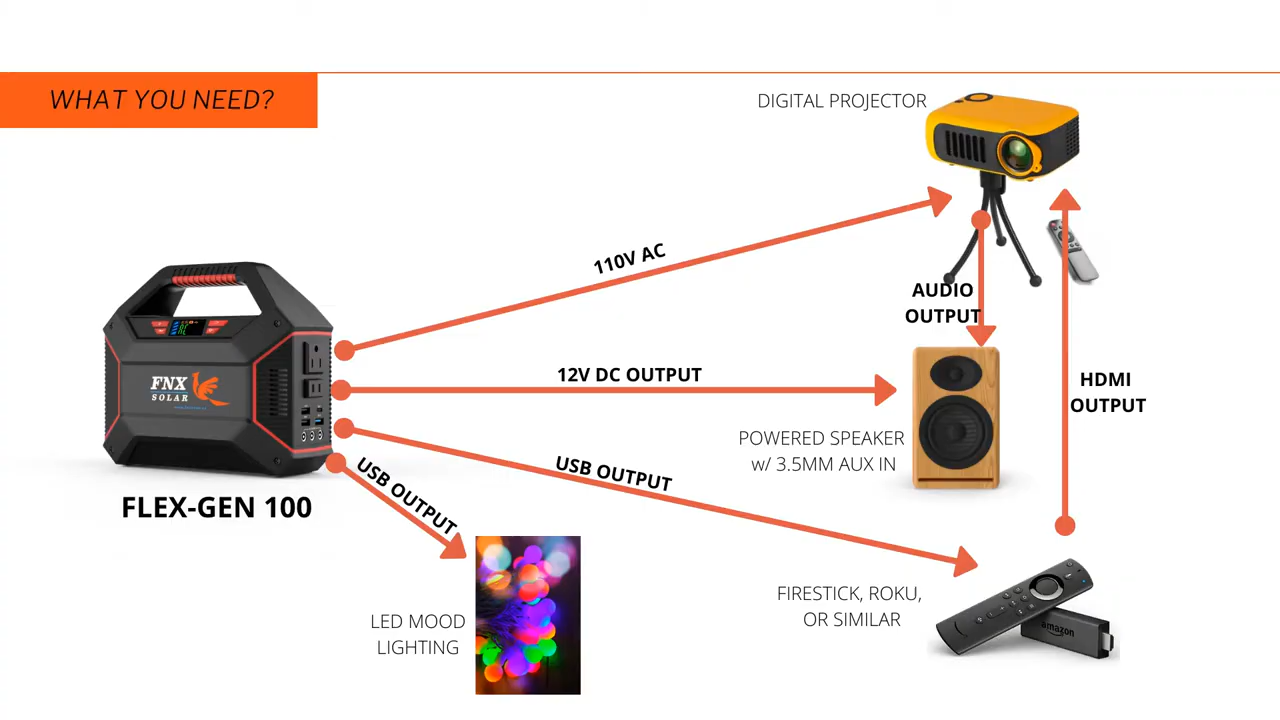 WHAT YOU NEED?
DIGITAL PROJECTOR
110V AC
AUDIO
OUTPUT
12V DC OUTPUT
HDMI
OUTPUT
FNX
SOLAR
POWERED SPEAKER
w/ 3.5MM AUX IN
USB OUTPUT
USB OUTPUT
FLEX-GEN 100
FIRESTICK, ROKU,
OR SIMILAR
amazon
LED MOOD
LIGHTING